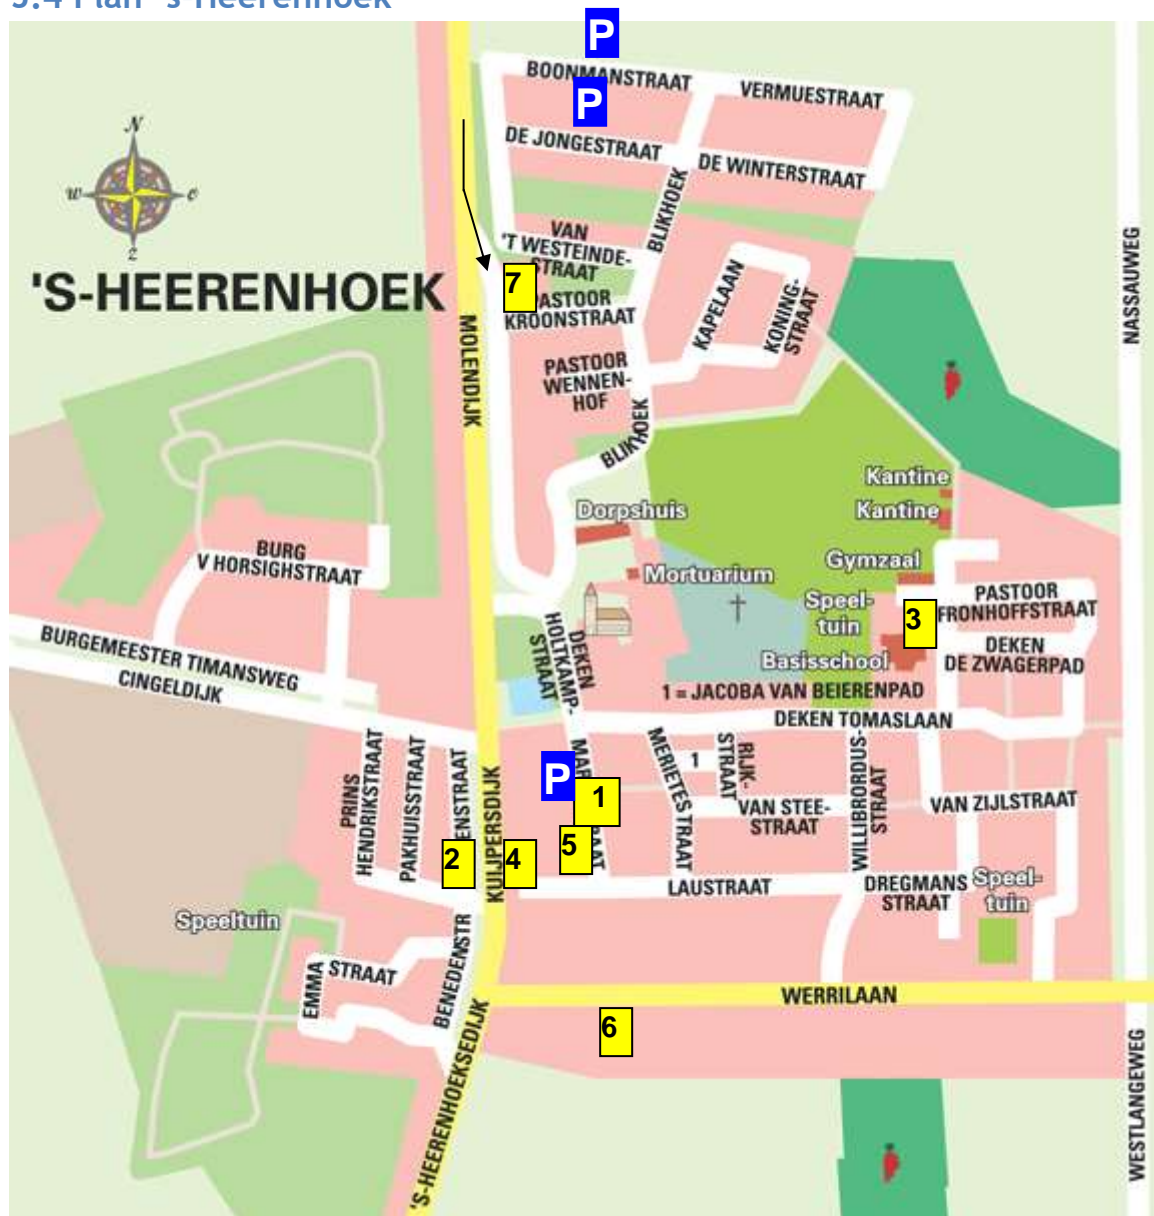 P
BOONMANSTRAAT
VERMUESTRAAT
P
N
W
O
Z
DE JONGESTRAAT
DE WINTERSTRAAT
BLIKHOEK
VAN
'T WESTEINDE-
STRAAT
'S-HEERENHOEK
7
PASTOOR
KROONSTRAAT
KAPELAAN
KONING-
STRAAT
NASSAUWEG
MOLENDIJK
PASTOOR
WENNEN-
HOF
BLIKHOEK
Kantine
Kantine
Dorpshuis
BURG
V HORSIGHSTRAAT
Gymzaal
Mortuarium
PASTOOR
FRONHOFFSTRAAT
Speel-
tuin
3
DEKEN
DE ZWAGERPAD
Basisschool
BURGEMEESTER TIMANSWEG
CINGELDIJK
DEKEN
HOLTKAMP-
STRAAT
1 = JACOBA VAN BEIERENPAD
DEKEN TOMASLAAN
PRINS
HENDRIKSTRAAT
PAKHUISSTRAAT
KUIJPERSDIJK
P
1
MERIETESTRAAT
1
RIJK-
STRAAT
VAN STEE-
STRAAT
WILLIBRORDUS-
STRAAT
VAN ZIJLSTRAAT
2
4
5
LAUSTRAAT
DREGMANS
STRAAT
Speel-
tuin
Speeltuin
EMMA
STRAAT
BENEDENSTR
WERRILAAN
6
'S-HEERENHOEKSEDIJK
WESTLANGEWEG